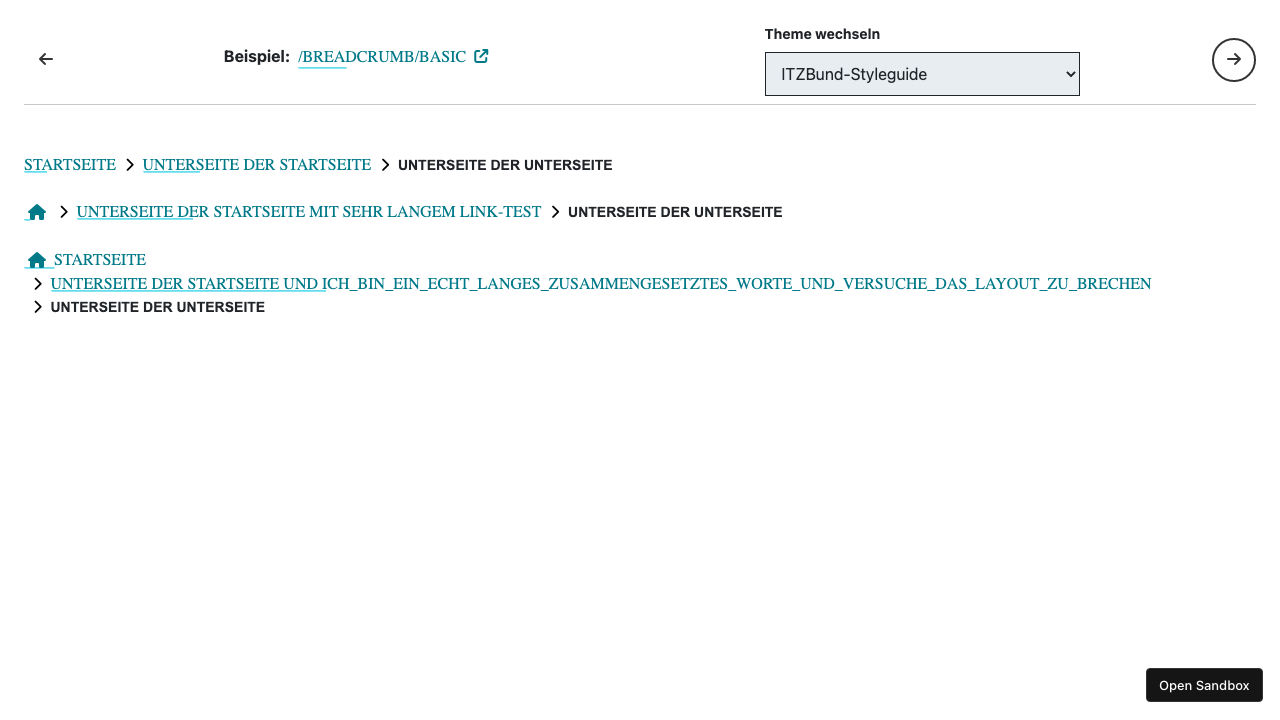 Beispiel: /BREADCRUMB/BASIC
Theme wechseln
ITZBund-Styleguide
STARTSEITE UNTERSEITE DER STARTSEITE UNTERSEITE DER UNTERSEITE
UNTERSEITE DER STARTSEITE MIT SEHR LANGEM LINK-TEST UNTERSEITE DER UNTERSEITE
STARTSEITE
UNTERSEITE DER STARTSEITE UND ICH_BIN_EIN_ECHT_LANGES_ZUSAMMENGESETZTES_WORTE_UND_VERSUCHE_DAS_LAYOUT_ZU_BRECHEN
UNTERSEITE DER UNTERSEITE
Open Sandbox